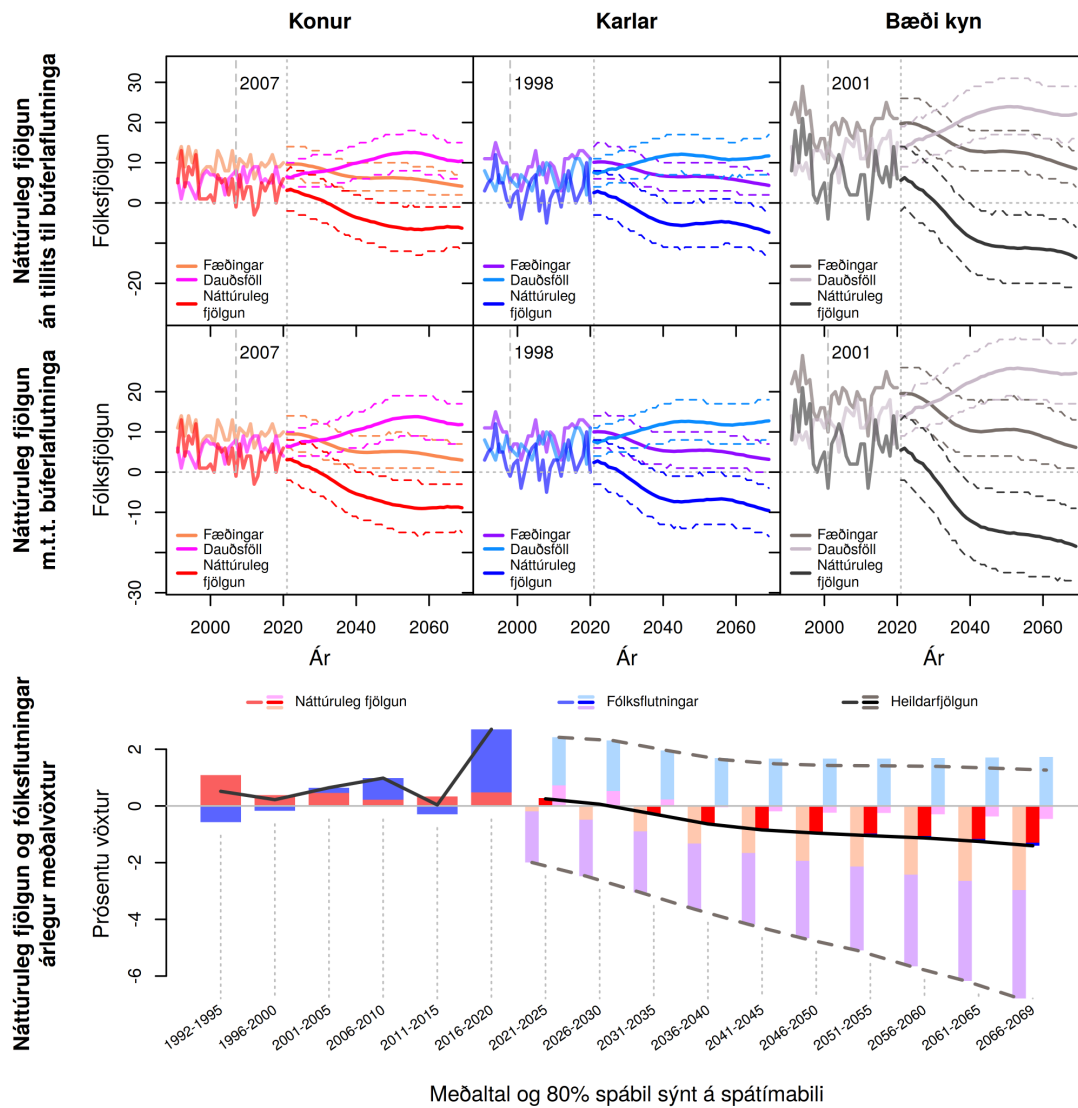 Konur
Karlar
Bæði kyn
Náttúruleg fjölgun
án tillits til búferlaflutninga
Fólksfjölgun
30
20
10
0
-20
2007
Fæðingar
Dauðsföll
Náttúruleg
fjölgun
1998
Fæðingar
Dauðsföll
Náttúruleg
fjölgun
2001
Fæðingar
Dauðsföll
Náttúruleg
fjölgun
Náttúruleg fjölgun
m.t.t. búferlaflutninga
Fólksfjölgun
20
10
0
-10
-30
2007
Fæðingar
Dauðsföll
Náttúruleg
fjölgun
1998
Fæðingar
Dauðsföll
Náttúruleg
fjölgun
2001
Fæðingar
Dauðsföll
Náttúruleg
fjölgun
2000 2020 2040 2060
2000 2020 2040 2060
2000 2020 2040 2060
Ár
Ár
Ár
Náttúruleg fjölgun og fólksflutningar
árlegur meðalvöxtur
Prósentu vöxtur
Náttúruleg fjölgun
Fólksflutningar
Heildarfjölgun
2
0
-2
-4
-6
1992-1995
1996-2000
2001-2005
2006-2010
2011-2015
2016-2020
2021-2025
2026-2030
2031-2035
2036-2040
2041-2045
2046-2050
2051-2055
2056-2060
2061-2065
2066-2069
Meðaltal og 80% spábil sýnt á spátímabili